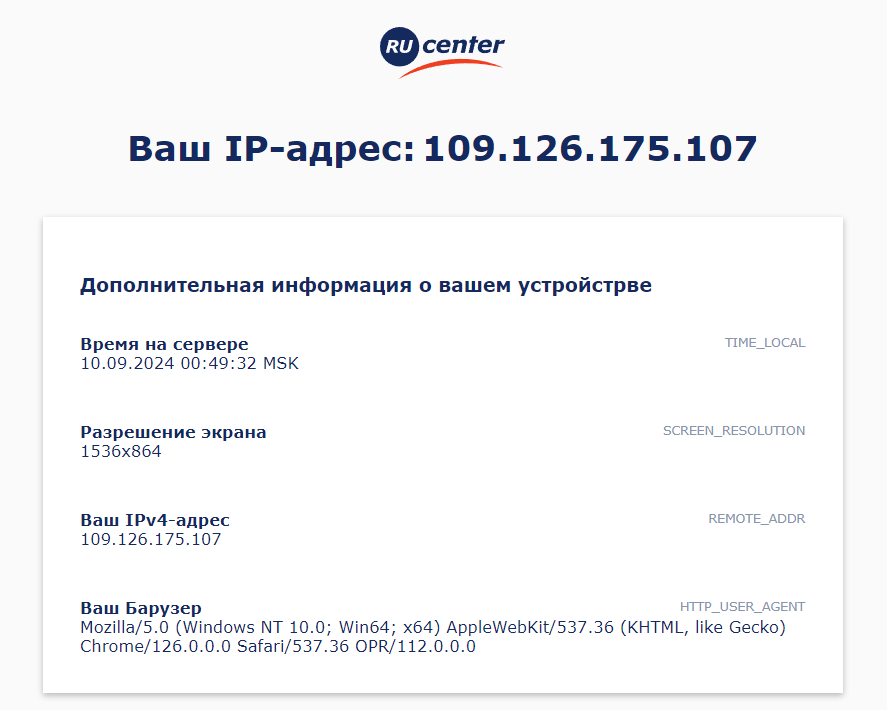 RU center
Ваш IP-адрес: 109.126.175.107
Дополнительная информация о вашем устройстрве
Время на сервере TIME_LOCAL
10.09.2024 00:49:32 MSK
Разрешение экрана SCREEN_RESOLUTION
1536x864
Ваш IPv4-адрес REMOTE_ADDR
109.126.175.107
Ваш Барузер HTTP_USER_AGENT
Mozilla/5.0 (Windows NT 10.0; Win64; x64) AppleWebKit/537.36 (KHTML, like Gecko)
Chrome/126.0.0.0 Safari/537.36 OPR/112.0.0.0